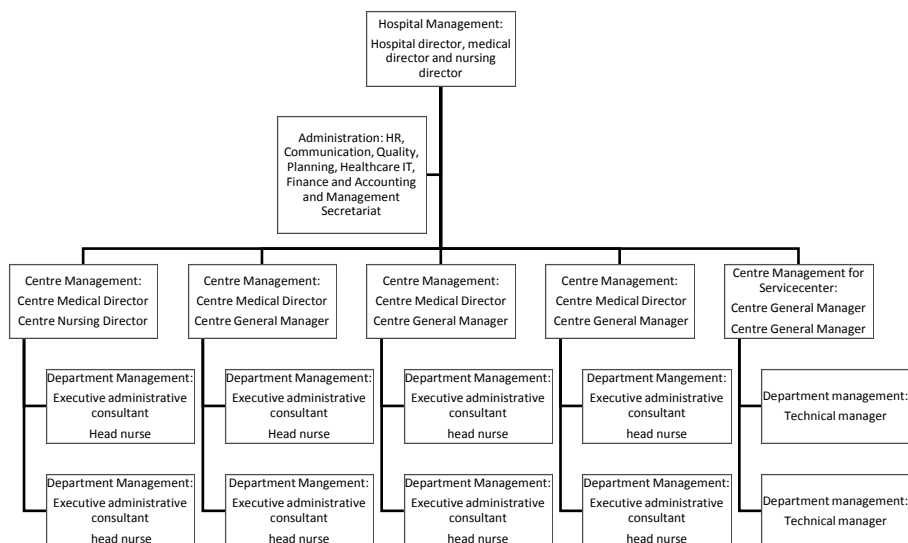 Hospital Management:
Hospital director, medical
director and nursing
director
Administration: HR,
Communication, Quality,
Planning, Healthcare IT,
Finance and Accounting
and Management
Secretariat
Centre Management:
Centre Medical Director
Centre Nursing Director
Centre Management:
Centre Medical Director
Centre General Manager
Centre Management:
Centre Medical Director
Centre General Manager
Centre Management:
Centre Medical Director
Centre General Manager
Centre Management for
Servicecenter:
Centre General Manager
Centre General Manager
Department Management:
Executive administrative
consultant
Head nurse
Department Management:
Executive administrative
consultant
Head nurse
Department Management:
Executive administrative
consultant
head nurse
Department Management:
Executive administrative
consultant
head nurse
Department management:
Technical manager
Department Management:
Executive administrative
consultant
head nurse
Department Management:
Executive administrative
consultant
head nurse
Department Management:
Executive administrative
consultant
head nurse
Department Management:
Executive administrative
consultant
head nurse
Department management:
Technical manager